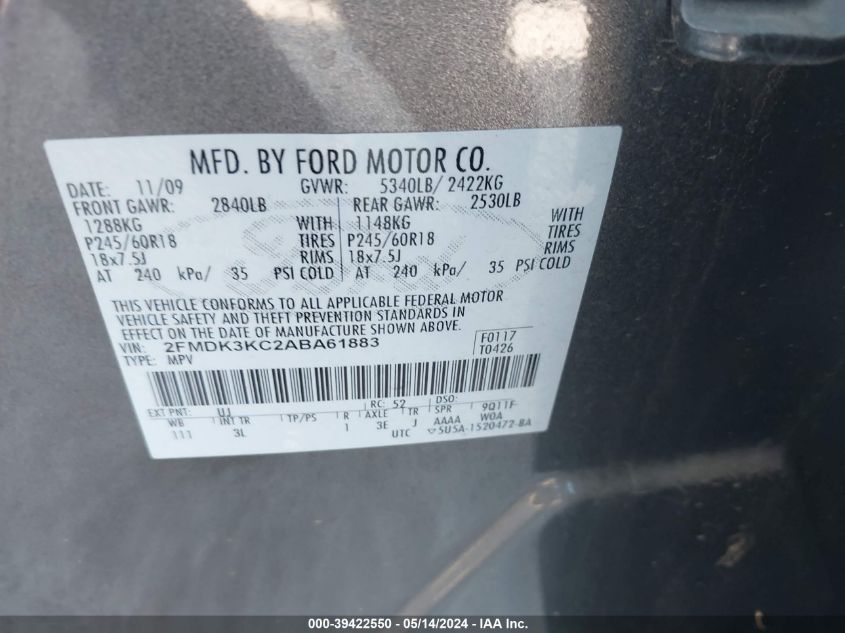 MFD. BY FORD MOTOR CO.
DATE: 11/09 GVWR: 5340LB/ 2422KG
FRONT GAWR: 2840LB REAR GAWR: 2530LB
1288KG WITH 1148KG WITH
P245/60R18 TIRES P245/60R18 TIRES
18x7.5J RIMS 18x7.5J RIMS
AT 240 kPa/ 35 PSI COLD AT 240 kPa/ 35 PSI COLD
THIS VEHICLE CONFORMS TO ALL APPLICABLE FEDERAL MOTOR
VEHICLE SAFETY AND THEFT PREVENTION STANDARDS IN
EFFECT ON THE DATE OF MANUFACTURE SHOWN ABOVE.
VIN: 2FMDK3KC2ABA61883 F0117
TYPE: MPV T0426
EXT PNT: UJ RC: 52 DSO:
WB INT TR TP/PS R AXLE TR SPR 9Q11F-
111 3L 1 3E J AAAA W0A
UTC 5U5A-1520472-BA
Ford
000-39422550 - 05/14/2024 - IAA Inc.